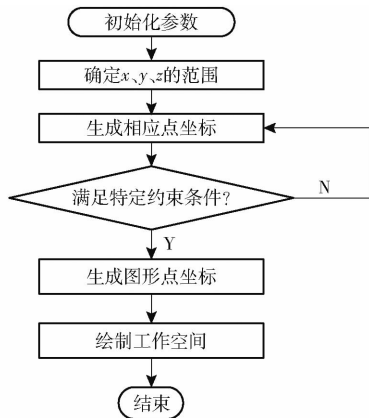 初始化参数
确定x、y、z的范围
生成相应点坐标
满足特定约束条件?
N
Y
生成图形点坐标
绘制工作空间
结束